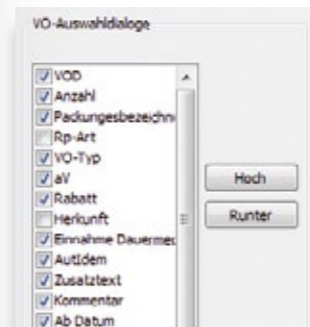 VO-Auswahldialoge
VOD
Anzahl
Packungsbezeichn
Rp-Art
VO-Typ
aV
Hoch
Rabatt
Herkunft
Runter
Einnahme Dauermed
AutIdem
Zusatztext
Kommentar
Ab Datum